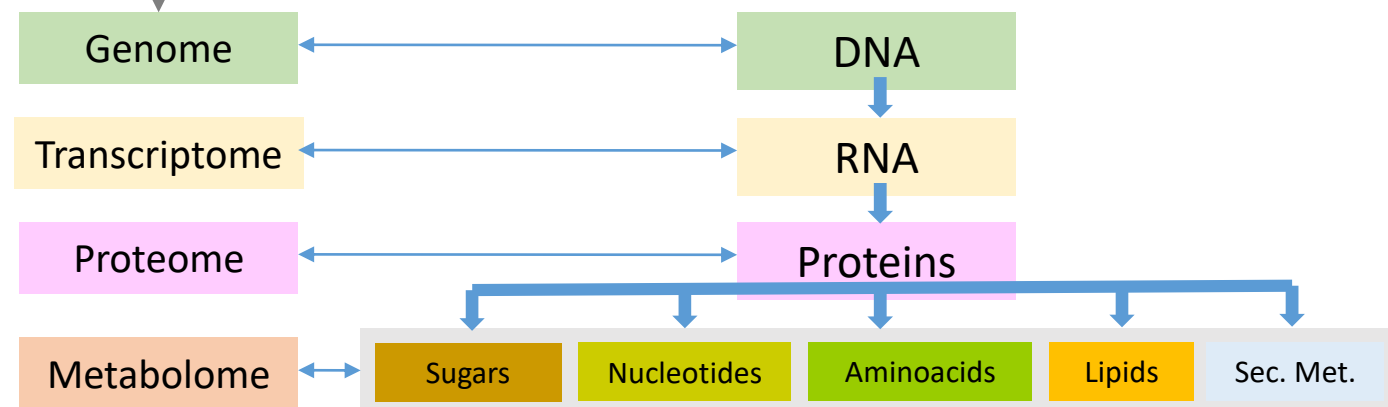 Genome
DNA
Transcriptome
RNA
Proteome
Proteins
Metabolome
Sugars
Nucleotides
Aminoacids
Lipids
Sec. Met.